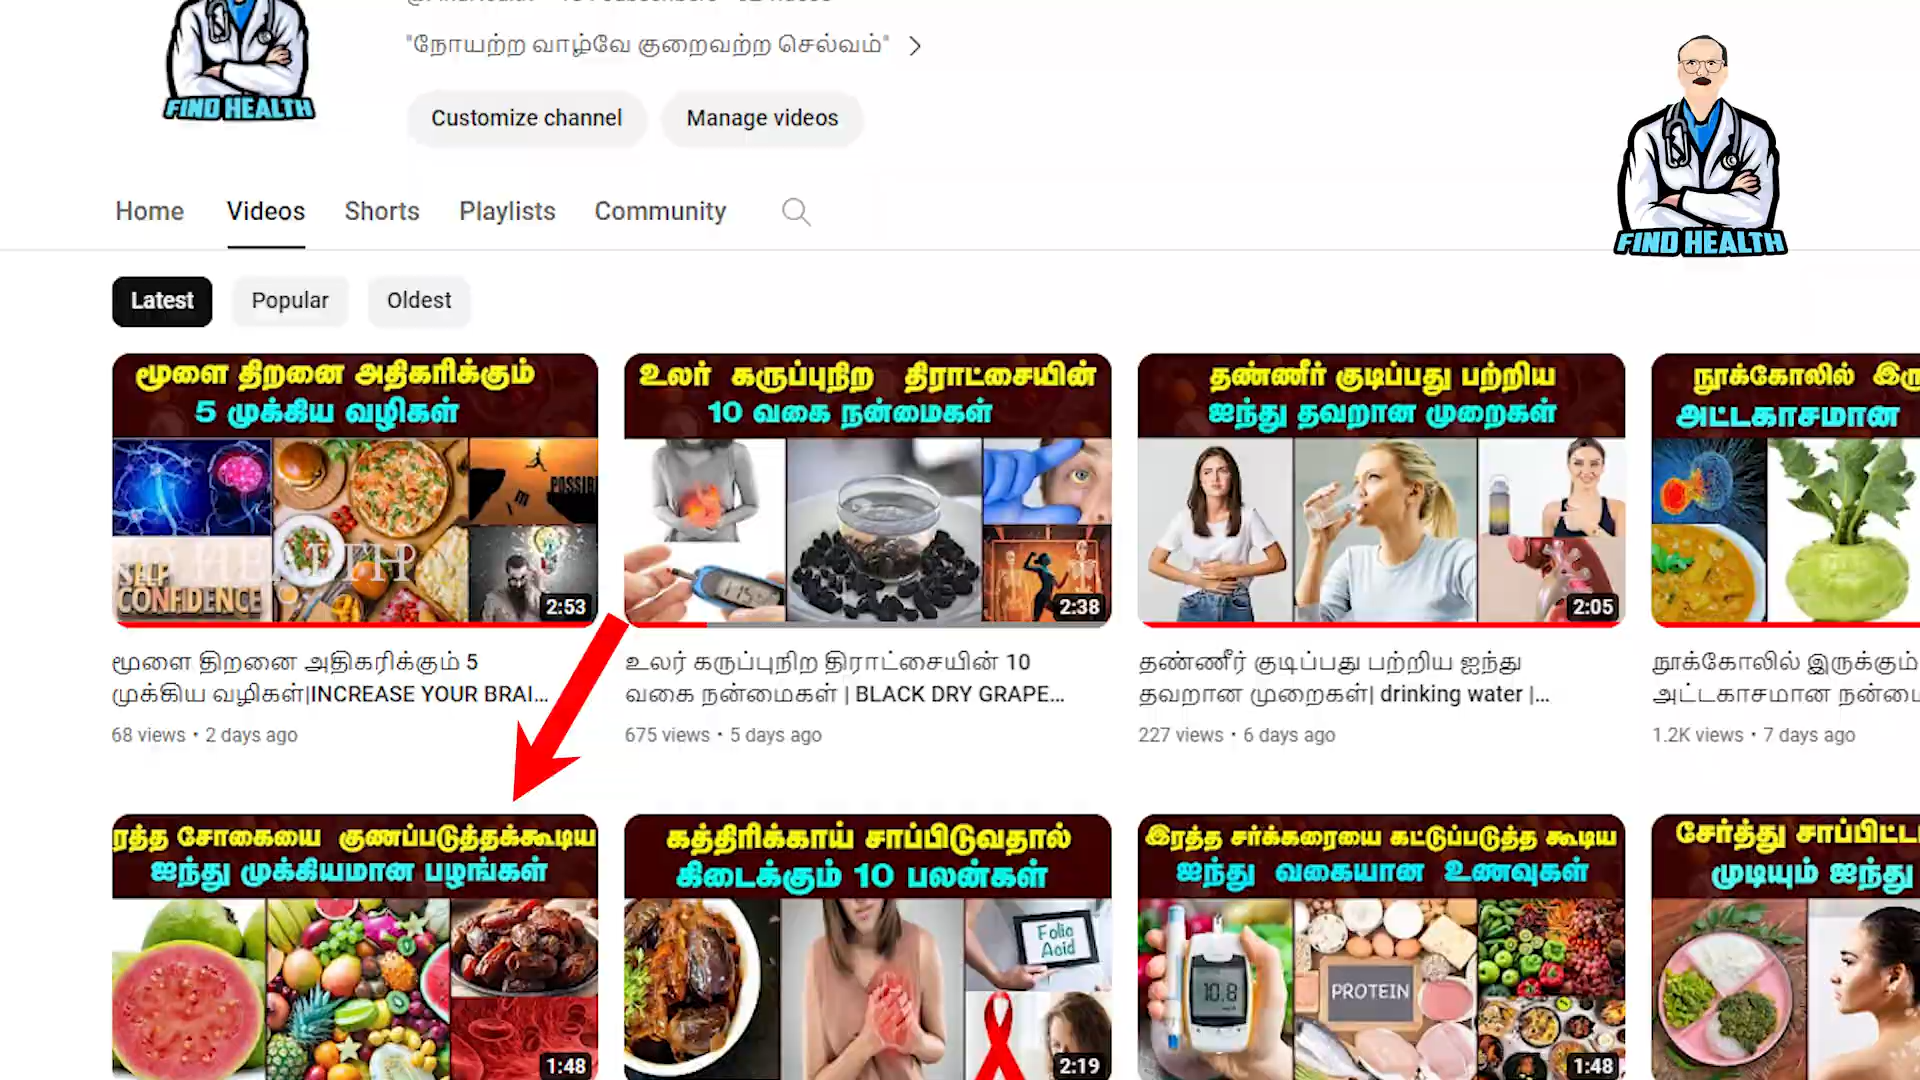 "நோயற்ற வாழ்வே குறைவற்ற செல்வம்"
FIND HEALTH
Customize channel
Manage videos
FIND HEALTH
Home
Videos
Shorts
Playlists
Community
Latest
Popular
Oldest
மூளை திறனை அதிகரிக்கும்
5 முக்கிய வழிகள்
POSSIB
SELF
CONFIDENCE
2:53
உலர் கருப்புநிற திராட்சையின்
10 வகை நன்மைகள்
2:38
தண்ணீர் குடிப்பது பற்றிய
ஐந்து தவறான முறைகள்
2:05
நூக்கோலில் இரு
அட்டகாசமான
மூளை திறனை அதிகரிக்கும் 5
முக்கிய வழிகள்|INCREASE YOUR BRAI...
68 views • 2 days ago
உலர் கருப்புநிற திராட்சையின் 10
வகை நன்மைகள் | BLACK DRY GRAPE...
675 views • 5 days ago
தண்ணீர் குடிப்பது பற்றிய ஐந்து
தவறான முறைகள்| drinking water |...
227 views • 6 days ago
நூக்கோலில் இருக்கும்
அட்டகாசமான நன்மை
1.2K views • 7 days ago
ரத்த சோகையை குணப்படுத்தக்கூடிய
ஐந்து முக்கியமான பழங்கள்
1:48
கத்திரிக்காய் சாப்பிடுவதால்
கிடைக்கும் 10 பலன்கள்
Folic
Acid
2:19
இரத்த சர்க்கரையை கட்டுப்படுத்த கூடிய
ஐந்து வகையான உணவுகள்
10.8
PROTEIN
1:48
சேர்த்து சாப்பிட்ட
முடியும் ஐந்து